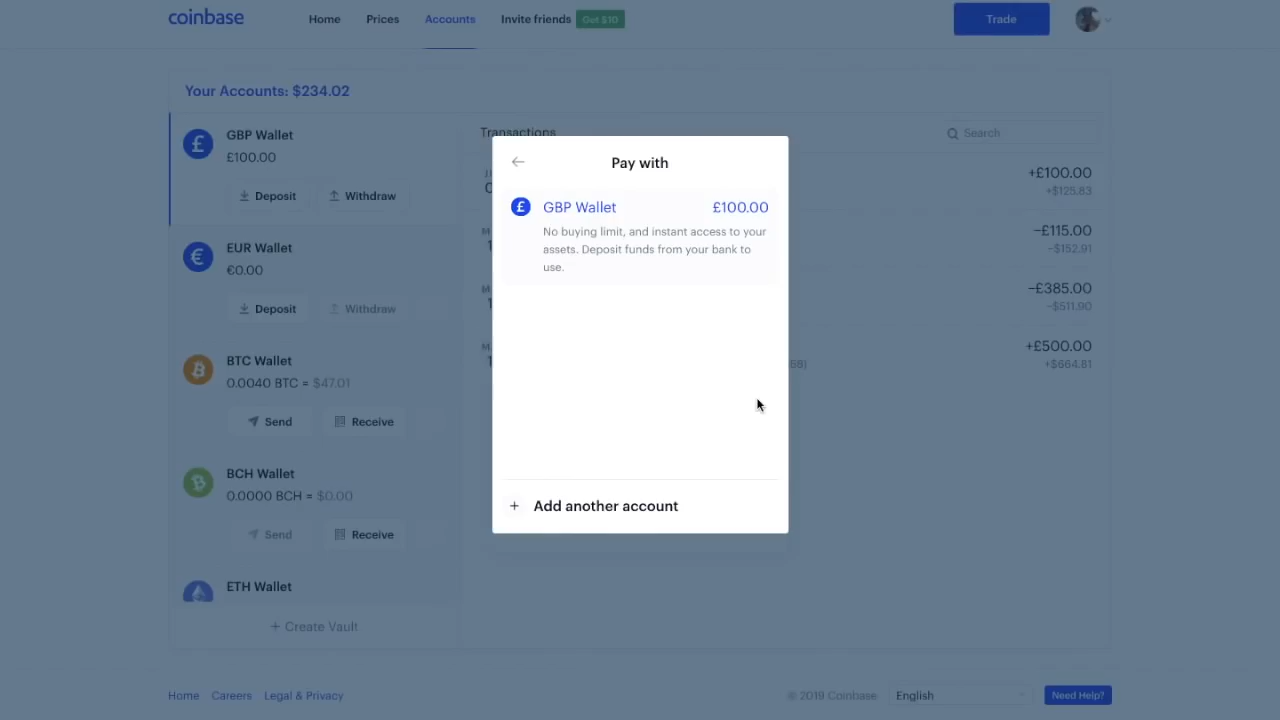 coinbase
Home
Prices
Accounts
Invite friends
Get $10
Trade
Your Accounts: $234.02
GBP Wallet
£100.00
Deposit
Withdraw
EUR Wallet
€0.00
Deposit
Withdraw
BTC Wallet
0.0040 BTC = $47.01
Send
Receive
BCH Wallet
0.0000 BCH = $0.00
Send
Receive
ETH Wallet
+ Create Vault
Transactions
Search
+£100.00
+$125.83
−£115.00
−$152.91
−£385.00
−$511.90
+£500.00
+$664.81
Pay with
GBP Wallet
£100.00
No buying limit, and instant access to your
assets. Deposit funds from your bank to
use.
+ Add another account
Home
Careers
Legal & Privacy
© 2019 Coinbase
English
Need Help?